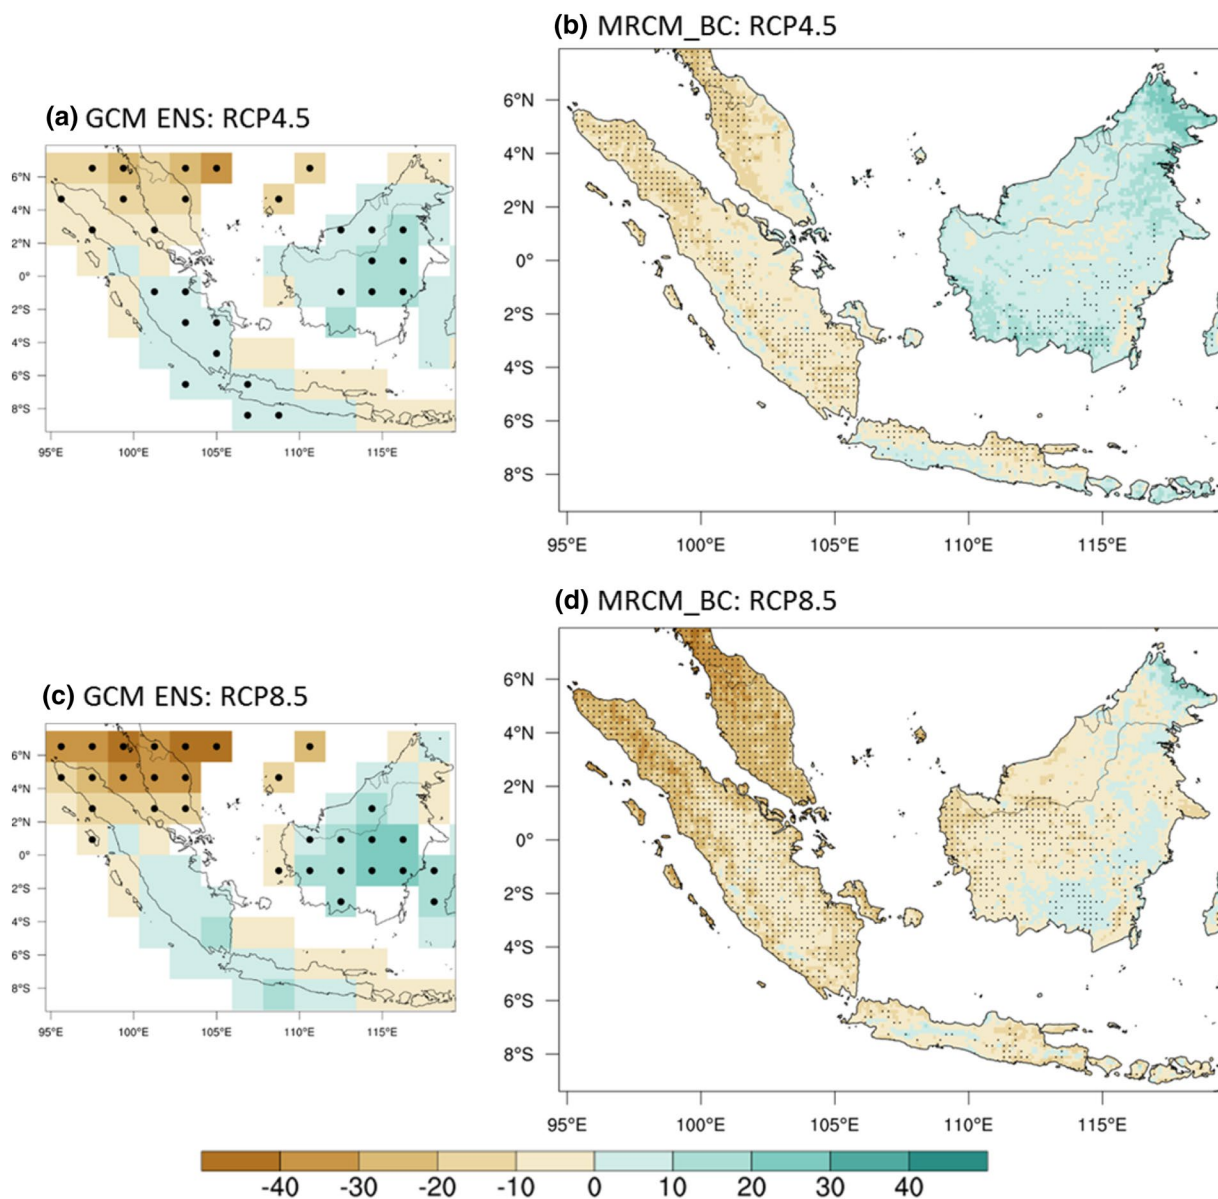 (b) MRCM_BC: RCP4.5
(a) GCM ENS: RCP4.5
6°N
4°N
2°N
0°
2°S
4°S
6°S
8°S
95°E 100°E 105°E 110°E 115°E
6°N
4°N
2°N
0°
2°S
4°S
6°S
8°S
95°E 100°E 105°E 110°E 115°E
(d) MRCM_BC: RCP8.5
(c) GCM ENS: RCP8.5
6°N
4°N
2°N
0°
2°S
4°S
6°S
8°S
95°E 100°E 105°E 110°E 115°E
6°N
4°N
2°N
0°
2°S
4°S
6°S
8°S
95°E 100°E 105°E 110°E 115°E
-40 -30 -20 -10 0 10 20 30 40